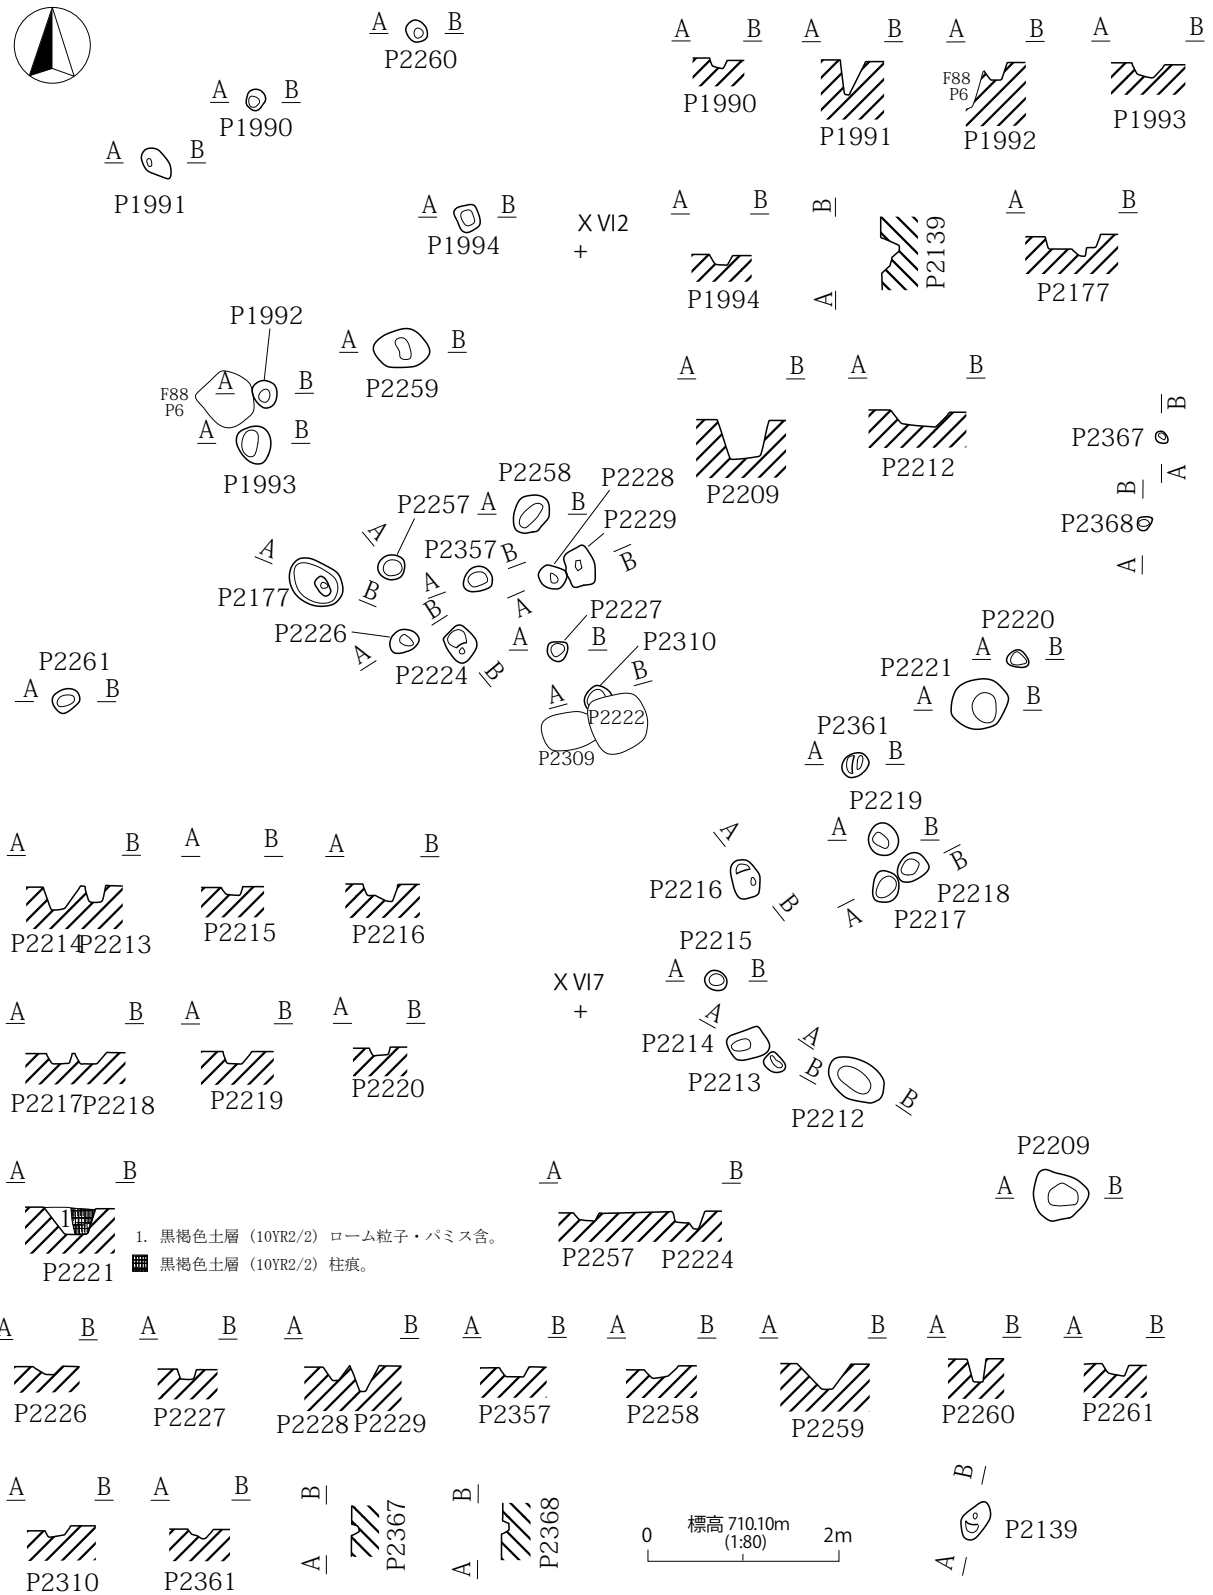 A B
P2260
A B
P1990
A B
P1991
A B
P1994
X VI2
+
A B
P1990
A B
P1991
A B
F88
P6
P1992
A B
P1993
A B
P1994
B
A
P2139
A B
P2177
P1992
A B
F88
P6
A B
P1993
A B
P2259
A B
P2209
A B
P2212
B
P2367
A
B
P2368
A
P2258
A B
P2228
P2229
P2257
A
P2357
B
A
B
A
A
P2177
B
B
P2226
A
P2224
B
P2227
A B
P2310
A B
P2222
P2309
P2261
A B
P2220
A B
P2221
A B
P2361
A B
P2219
A B
B
P2218
A
P2217
A
P2216
B
P2215
A B
X VI7
+
A
P2214
P2213
B
A
P2212
B
P2209
A B
A B
P2214 P2213
A B
P2215
A B
P2216
A B
P2217 P2218
A B
P2219
A B
P2220
A B
1
P2221
1. 黒褐色土層 (10YR2/2) ローム粒子・パミス含。
黒褐色土層 (10YR2/2) 柱痕。
A B
P2257 P2224
A B
P2226
A B
P2227
A B
P2228 P2229
A B
P2357
A B
P2258
A B
P2259
A B
P2260
A B
P2261
A B
P2310
A B
P2361
B
A
P2367
B
A
P2368
標高 710.10m
0 (1:80) 2m
B
P2139
A